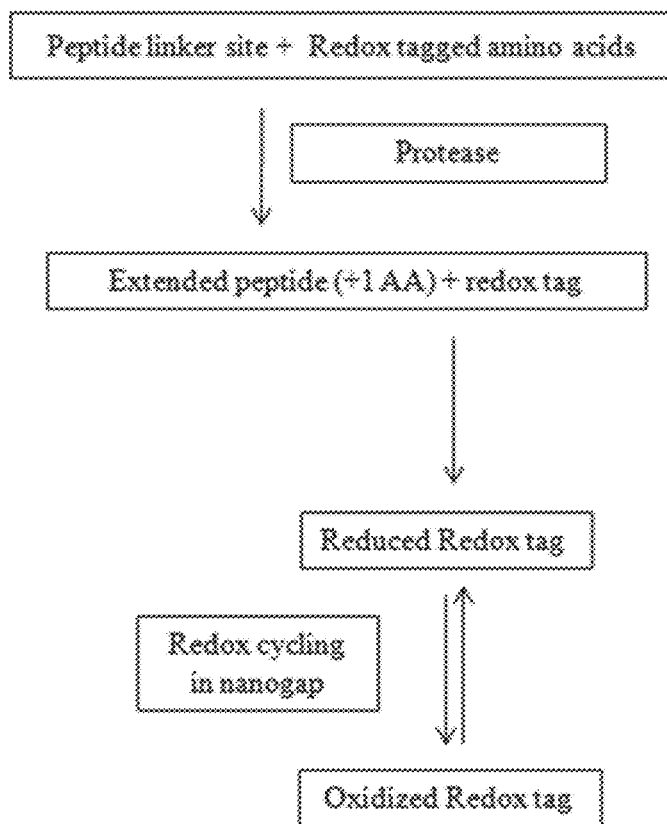 Peptide linker site + Redox tagged amino acids
Protease
Extended peptide (+1 AA) + redox tag
Reduced Redox tag
Redox cycling
in nanogap
Oxidized Redox tag